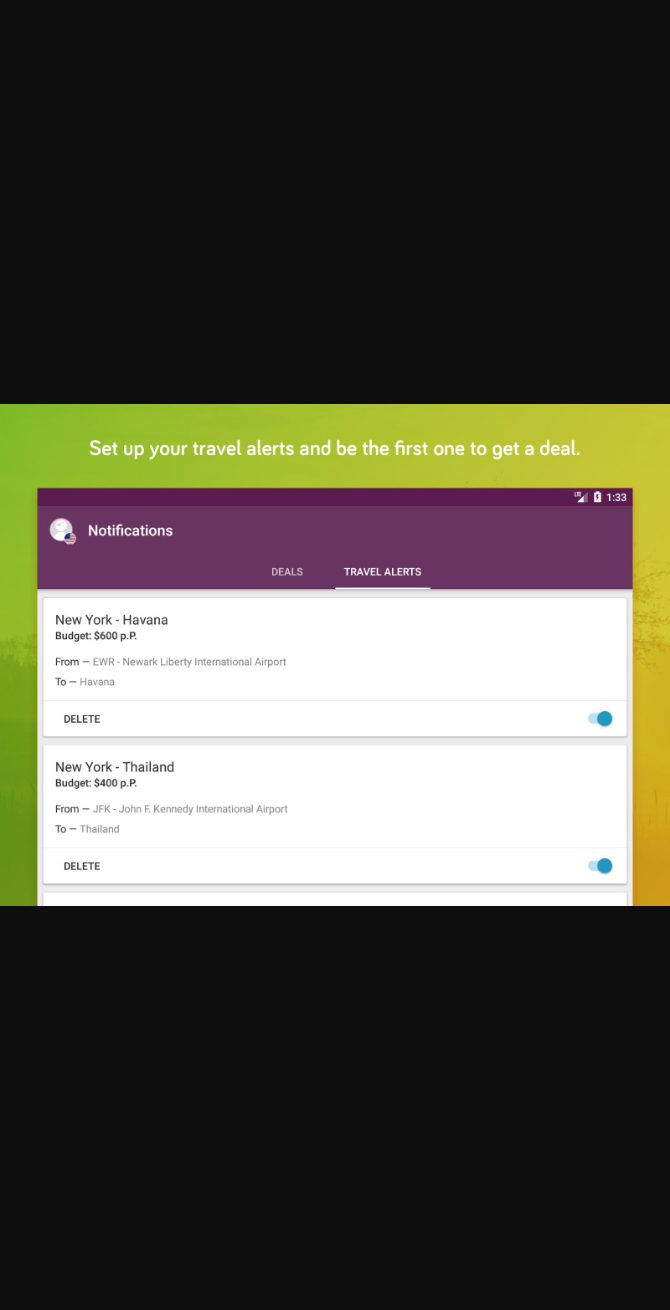 Set up your travel alerts and be the first one to get a deal.
LTE 1:33
Notifications
DEALS TRAVEL ALERTS
New York - Havana
Budget: $600 p.P.
From — EWR - Newark Liberty International Airport
To — Havana
DELETE
New York - Thailand
Budget: $400 p.P.
From — JFK - John F. Kennedy International Airport
To — Thailand
DELETE